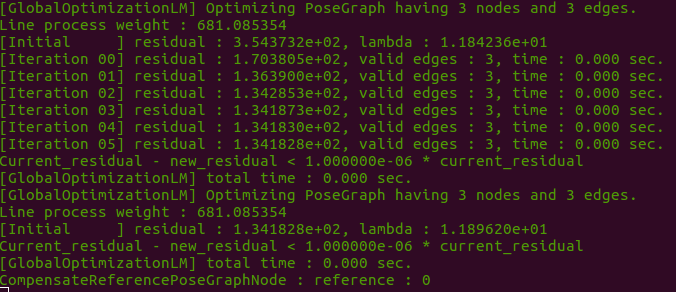 [GlobalOptimizationLM] Optimizing PoseGraph having 3 nodes and 3 edges.
Line process weight : 681.085354
[Initial     ] residual : 3.543732e+02, lambda : 1.184236e+01
[Iteration 00] residual : 1.703805e+02, valid edges : 3, time : 0.000 sec.
[Iteration 01] residual : 1.363900e+02, valid edges : 3, time : 0.000 sec.
[Iteration 02] residual : 1.342853e+02, valid edges : 3, time : 0.000 sec.
[Iteration 03] residual : 1.341873e+02, valid edges : 3, time : 0.000 sec.
[Iteration 04] residual : 1.341830e+02, valid edges : 3, time : 0.000 sec.
[Iteration 05] residual : 1.341828e+02, valid edges : 3, time : 0.000 sec.
Current_residual - new_residual < 1.000000e-06 * current_residual
[GlobalOptimizationLM] total time : 0.000 sec.
[GlobalOptimizationLM] Optimizing PoseGraph having 3 nodes and 3 edges.
Line process weight : 681.085354
[Initial     ] residual : 1.341828e+02, lambda : 1.189620e+01
Current_residual - new_residual < 1.000000e-06 * current_residual
[GlobalOptimizationLM] total time : 0.000 sec.
CompensateReferencePoseGraphNode : reference : 0